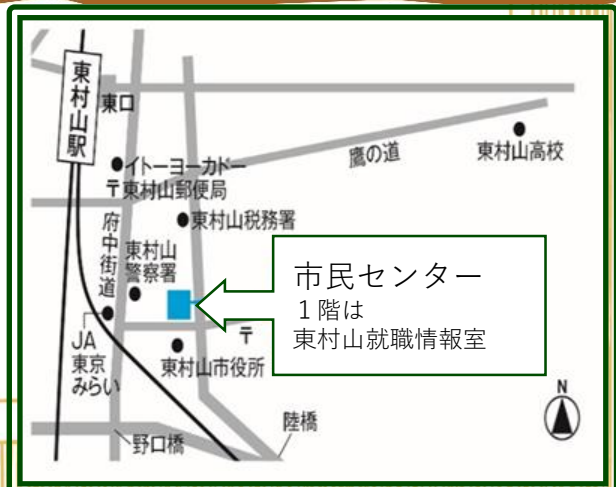 東村山駅
東口
イトーヨーカドー
〒東村山郵便局
鷹の道
東村山高校
東村山税務署
府中街道
東村山
警察署
市民センター
１階は
東村山就職情報室
〒
JA
東京
みらい
東村山市役所
野口橋
陸橋
N